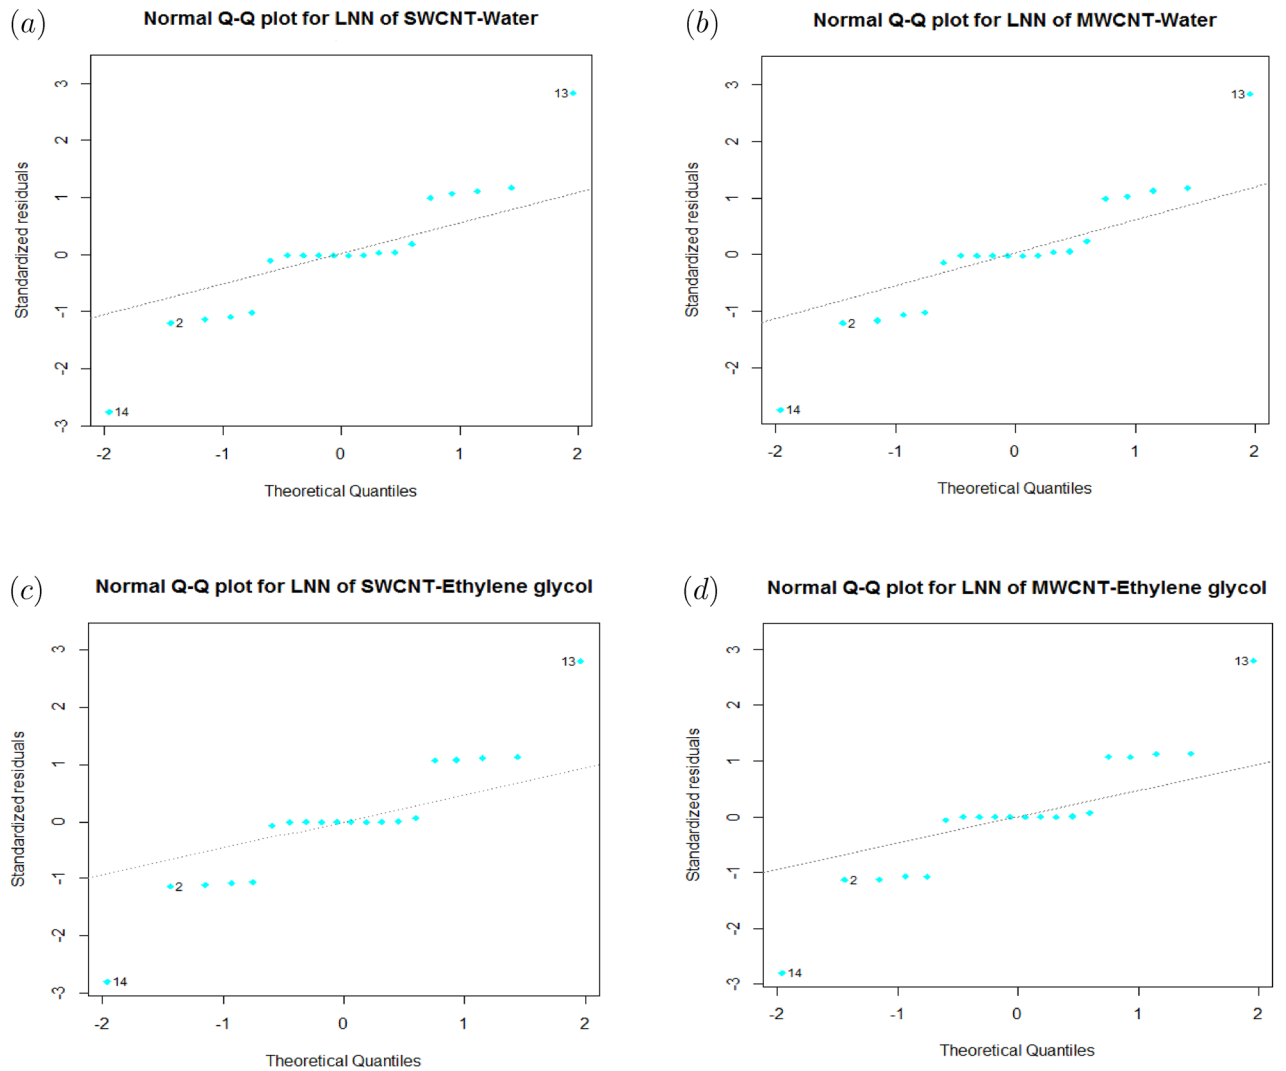 (a)
Normal Q-Q plot for LNN of SWCNT-Water
Standardized residuals
3
2
1
0
-1
-2
-3
13
2
14
-2 -1 0 1 2
Theoretical Quantiles
(b)
Normal Q-Q plot for LNN of MWCNT-Water
Standardized residuals
3
2
1
0
-1
-2
13
2
14
-2 -1 0 1 2
Theoretical Quantiles
(c)
Normal Q-Q plot for LNN of SWCNT-Ethylene glycol
Standardized residuals
3
2
1
0
-1
-2
-3
13
2
14
-2 -1 0 1 2
Theoretical Quantiles
(d)
Normal Q-Q plot for LNN of MWCNT-Ethylene glycol
Standardized residuals
3
2
1
0
-1
-2
-3
13
2
14
-2 -1 0 1 2
Theoretical Quantiles